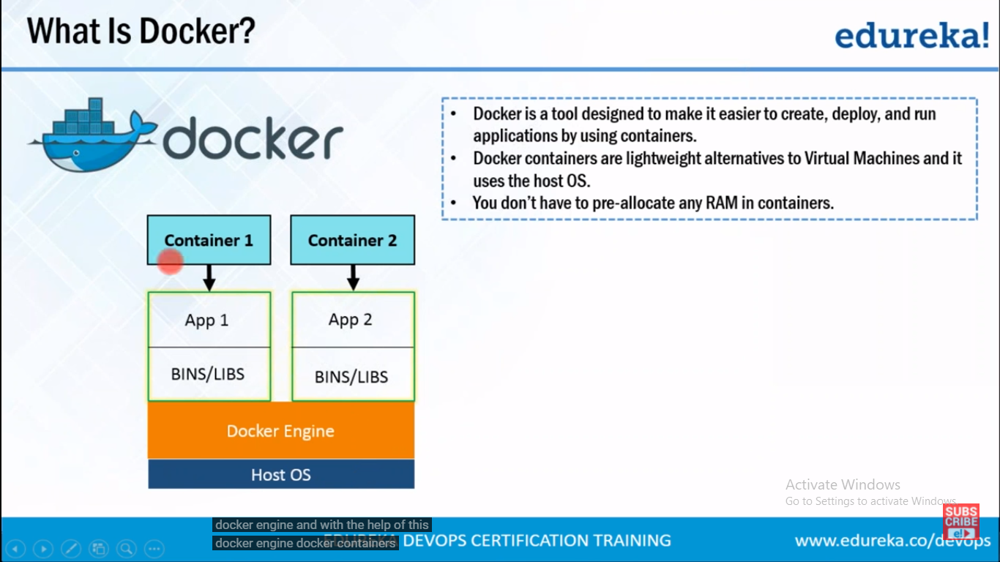 What Is Docker?
edureka!
docker
• Docker is a tool designed to make it easier to create, deploy, and run
applications by using containers.
• Docker containers are lightweight alternatives to Virtual Machines and it
uses the host OS.
• You don't have to pre-allocate any RAM in containers.
Container 1
Container 2
App 1
App 2
BINS/LIBS
BINS/LIBS
Docker Engine
Host OS
Activate Windows
Go to Settings to activate Windows.
SUBS
CRIBE
e!
docker engine and with the help of this
docker engine docker containers
EDUREKA DEVOPS CERTIFICATION TRAINING
www.edureka.co/devops